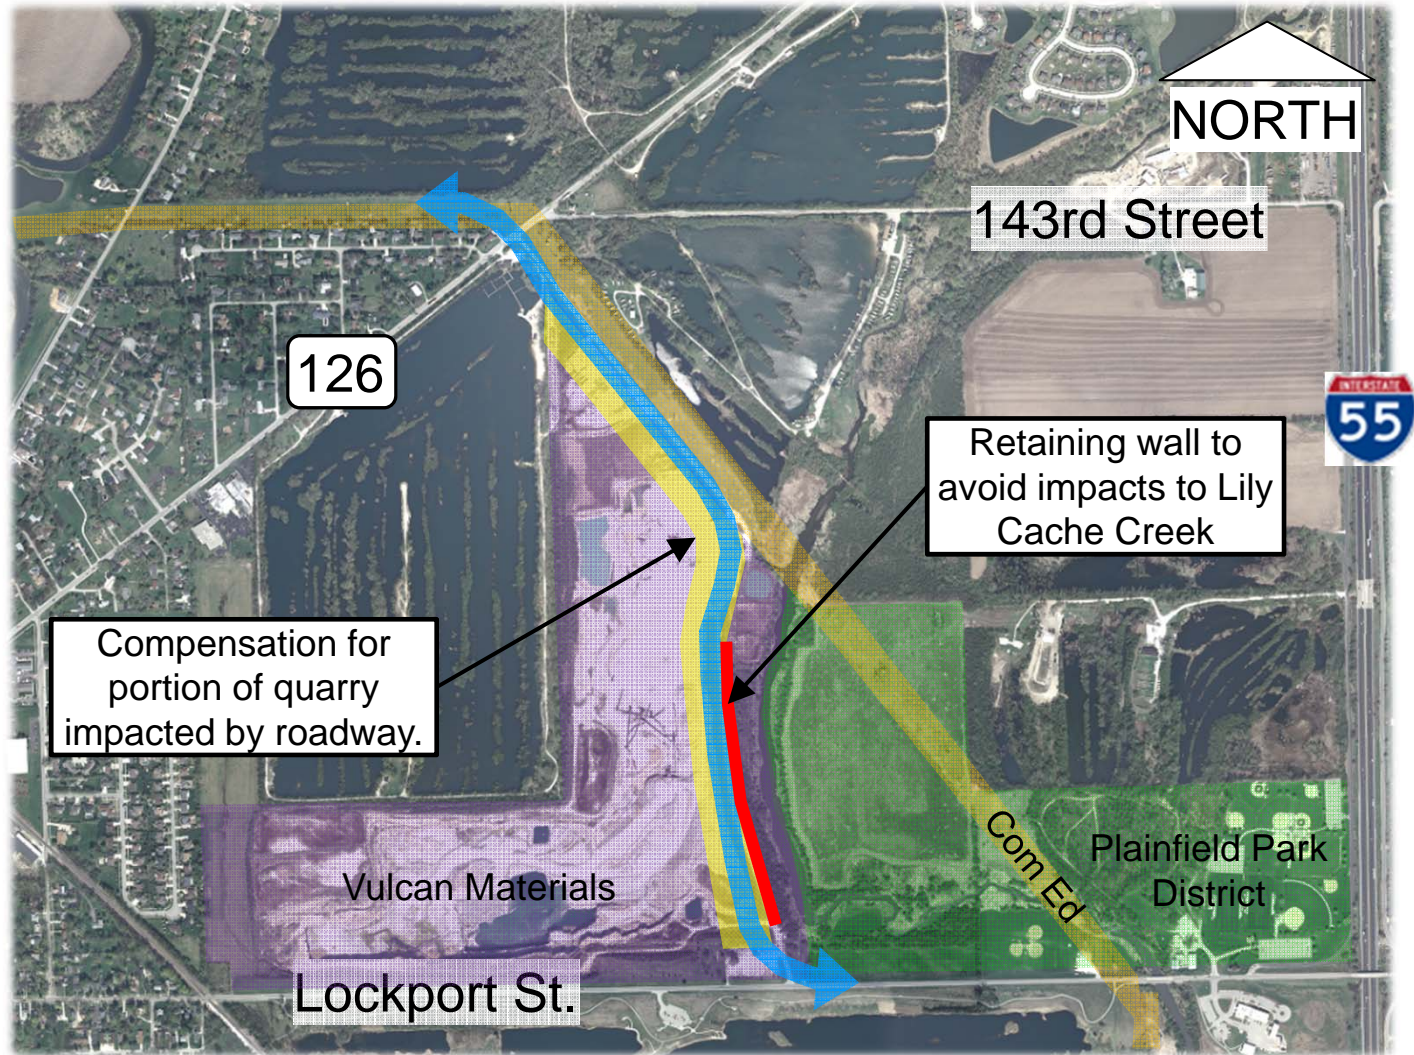 NORTH
143rd Street
126
INTERSTATE
55
Retaining wall to
avoid impacts to Lily
Cache Creek
Compensation for
portion of quarry
impacted by roadway.
Com Ed
Plainfield Park
District
Vulcan Materials
Lockport St.